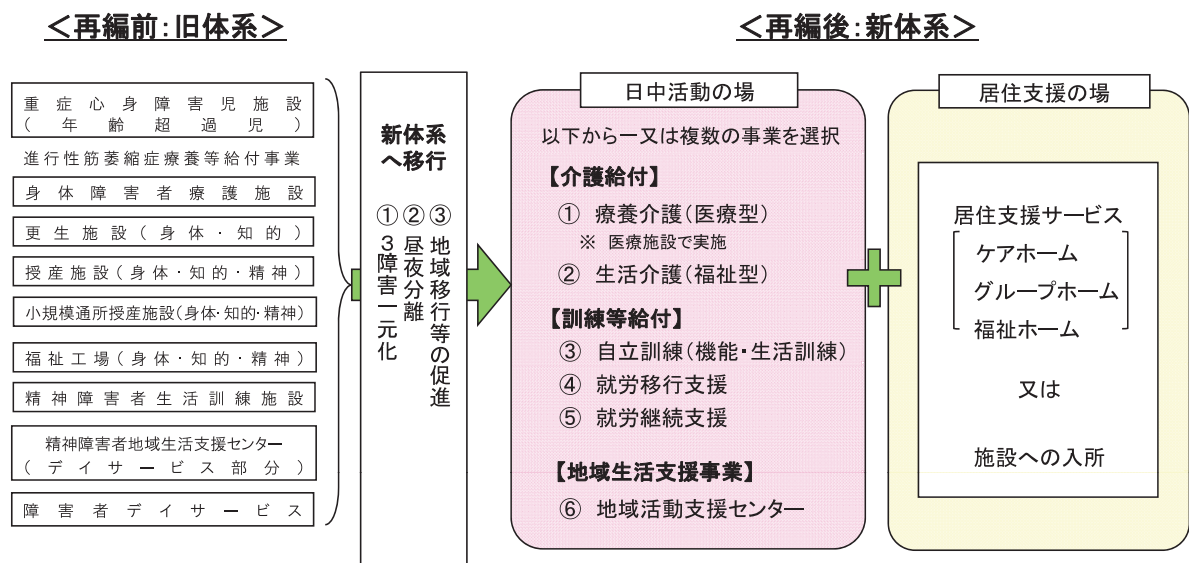 ＜再編前：旧体系＞
重症心身障害児施設
（年齢超過児）
進行性筋萎縮症療養等給付事業
身体障害者療護施設
更生施設（身体・知的）
授産施設（身体・知的・精神）
小規模通所授産施設（身体・知的・精神）
福祉工場（身体・知的・精神）
精神障害者生活訓練施設
精神障害者地域生活支援センター
（デイサービス部分）
障害者デイサービス
新体系
へ移行
①３障害一元化
②昼夜分離
③地域移行等の促進
＜再編後：新体系＞
日中活動の場
以下から一又は複数の事業を選択
【介護給付】
① 療養介護（医療型）
※ 医療施設で実施
② 生活介護（福祉型）
【訓練等給付】
③ 自立訓練（機能・生活訓練）
④ 就労移行支援
⑤ 就労継続支援
【地域生活支援事業】
⑥ 地域活動支援センター
居住支援の場
居住支援サービス
ケアホーム
グループホーム
福祉ホーム
又は
施設への入所